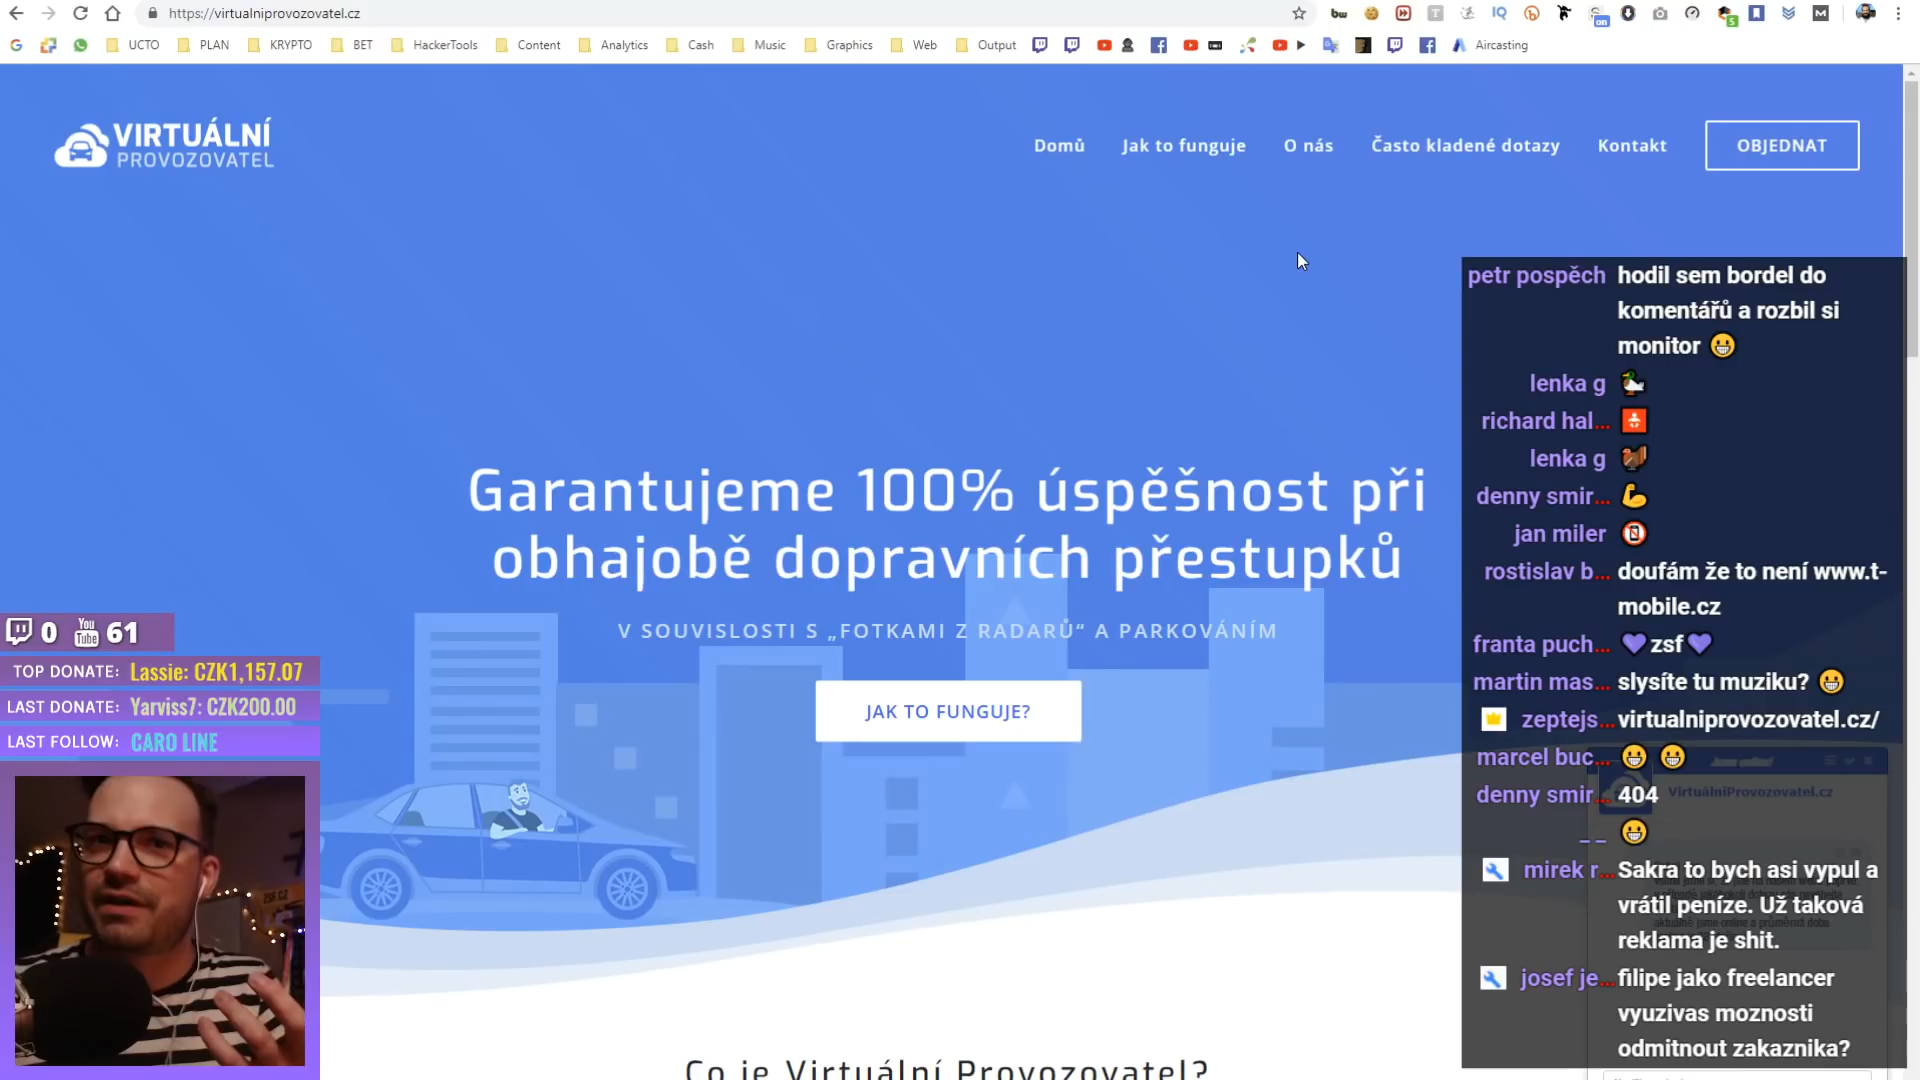 https://virtualniprovozovatel.cz
UCTO PLAN KRYPTO BET HackerTools Content Analytics Cash Music Graphics Web Output Aircasting
VIRTUÁLNÍ
PROVOZOVATEL
Domů Jak to funguje O nás Často kladené dotazy Kontakt OBJEDNAT
Garantujeme 100% úspěšnost při
obhajobě dopravních přestupků
V SOUVISLOSTI S „FOTKAMI Z RADARŮ“ A PARKOVÁNÍM
JAK TO FUNGUJE?
Co je Virtuální Provozovatel?
0 You Tube 61
TOP DONATE: Lassie: CZK1,157.07
LAST DONATE: Yarviss7: CZK200.00
LAST FOLLOW: CARO LINE
petr pospěch hodil sem bordel do
komentářů a rozbil si
monitor 😀
lenka g 🦆
richard hal... 🚼
lenka g 🦃
denny smir... 💪
jan miler 📵
rostislav b... doufám že to není www.t-
mobile.cz
franta puch... 💜zsf💜
martin mas... slysíte tu muziku? 😀
zeptejs... virtualniprovozovatel.cz/
marcel buc... 😀 😀
denny smir... 404
VirtuálníProvozovatel.cz
_ _ 😀
mirek r... Sakra to bych asi vypul a
vrátil peníze. Už taková
reklama je shit.
josef je... filipe jako freelancer
vyuzivas moznosti
odmitnout zakaznika?